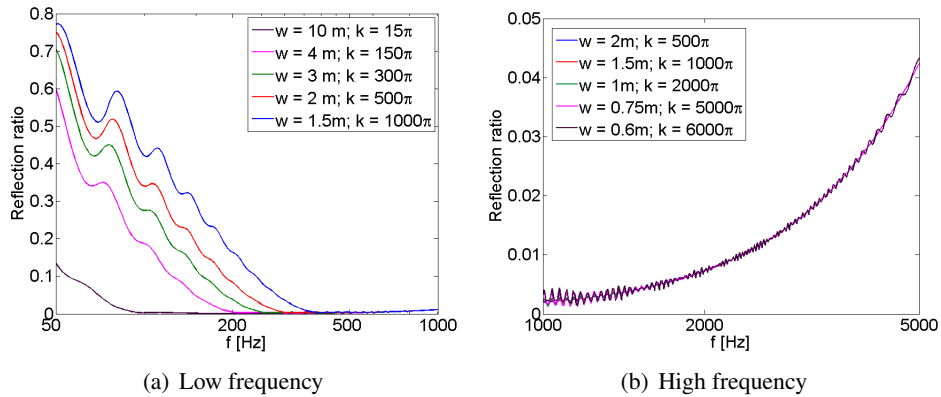 0.8
0.7
0.6
0.5
0.4
0.3
0.2
0.1
0
Reflection ratio
w = 10 m; k = 15π
w = 4 m; k = 150π
w = 3 m; k = 300π
w = 2 m; k = 500π
w = 1.5m; k = 1000π
50 200 500 1000
f [Hz]
(a) Low frequency
0.05
0.04
0.03
0.02
0.01
0
Reflection ratio
w = 2m; k = 500π
w = 1.5m; k = 1000π
w = 1m; k = 2000π
w = 0.75m; k = 5000π
w = 0.6m; k = 6000π
1000 2000 5000
f [Hz]
(b) High frequency